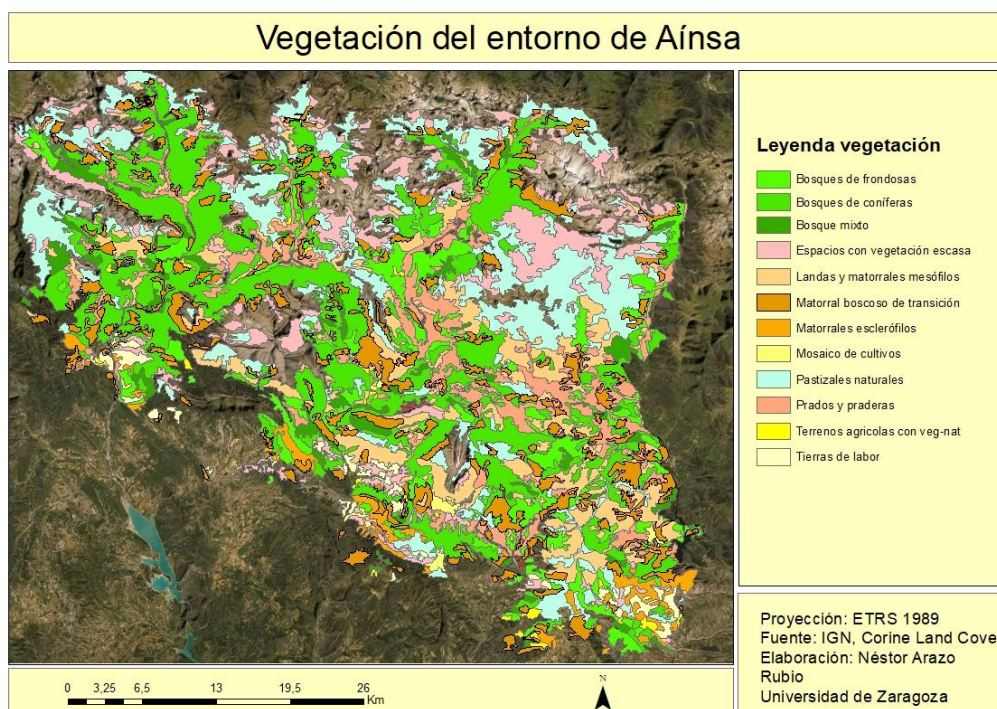 Vegetación del entorno de Aínsa
Leyenda vegetación
Bosques de frondosas
Bosques de coníferas
Bosque mixto
Espacios con vegetación escasa
Landas y matorrales mesófilos
Matorral boscoso de transición
Matorrales esclerófilos
Mosaico de cultivos
Pastizales naturales
Prados y praderas
Terrenos agricolas con veg-nat
Tierras de labor
Proyección: ETRS 1989
Fuente: IGN, Corine Land Cove
Elaboración: Néstor Arazo
Rubio
Universidad de Zaragoza
0 3,25 6,5 13 19,5 26
Km
N